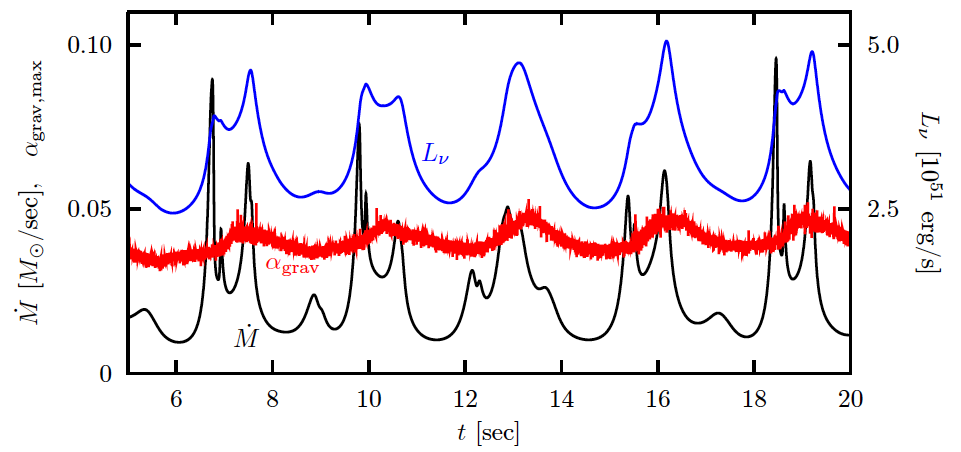 Ṁ [M⊙/sec], α_grav,max
0.10
0.05
0
5.0
2.5
L_ν [10^51 erg/s]
L_ν
α_grav
Ṁ
6 8 10 12 14 16 18 20
t [sec]